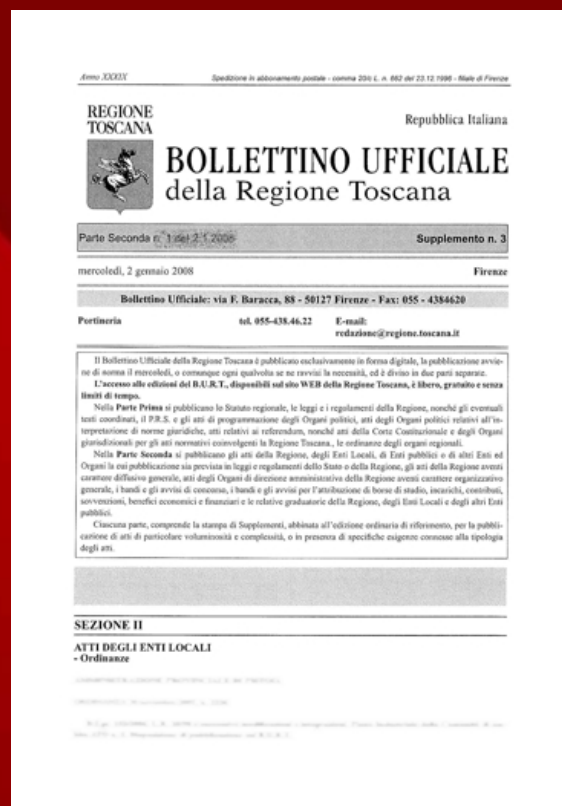 Anno XXXIX
Spedizione in abbonamento postale - comma 20/c L. n. 662 del 23.12.1996 - filiale di Firenze
REGIONE
TOSCANA
Repubblica Italiana
BOLLETTINO UFFICIALE
della Regione Toscana
Parte Seconda n. 1 del 2.1.2008
Supplemento n. 3
mercoledì, 2 gennaio 2008
Firenze
Bollettino Ufficiale: via F. Baracca, 88 - 50127 Firenze - Fax: 055 - 4384620
Portineria
tel. 055-438.46.22
E-mail:
redazione@regione.toscana.it
Il Bollettino Ufficiale della Regione Toscana è pubblicato esclusivamente in forma digitale, la pubblicazione avvie-
ne di norma il mercoledì, o comunque ogni qualvolta se ne ravvisi la necessità, ed è diviso in due parti separate.
L'accesso alle edizioni del B.U.R.T., disponibili sul sito WEB della Regione Toscana, è libero, gratuito e senza
limiti di tempo.
Nella Parte Prima si pubblicano lo Statuto regionale, le leggi e i regolamenti della Regione, nonché gli eventuali
testi coordinati, il P.R.S. e gli atti di programmazione degli Organi politici, atti degli Organi politici relativi all'in-
terpretazione di norme giuridiche, atti relativi ai referendum, nonché atti della Corte Costituzionale e degli Organi
giurisdizionali per gli atti normativi coinvolgenti la Regione Toscana., le ordinanze degli organi regionali.
Nella Parte Seconda si pubblicano gli atti della Regione, degli Enti Locali, di Enti pubblici o di altri Enti ed
Organi la cui pubblicazione sia prevista in leggi e regolamenti dello Stato o della Regione, gli atti della Regione aventi
carattere diffusivo generale, atti degli Organi di direzione amministrativa della Regione aventi carattere organizzativo
generale, i bandi e gli avvisi di concorso, i bandi e gli avvisi per l'attribuzione di borse di studio, incarichi, contributi,
sovvenzioni, benefici economici e finanziari e le relative graduatorie della Regione, degli Enti Locali e degli altri Enti
pubblici.
Ciascuna parte, comprende la stampa di Supplementi, abbinata all'edizione ordinaria di riferimento, per la pubbli-
cazione di atti di particolare voluminosità e complessità, o in presenza di specifiche esigenze connesse alla tipologia
degli atti.
SEZIONE II
ATTI DEGLI ENTI LOCALI
- Ordinanze